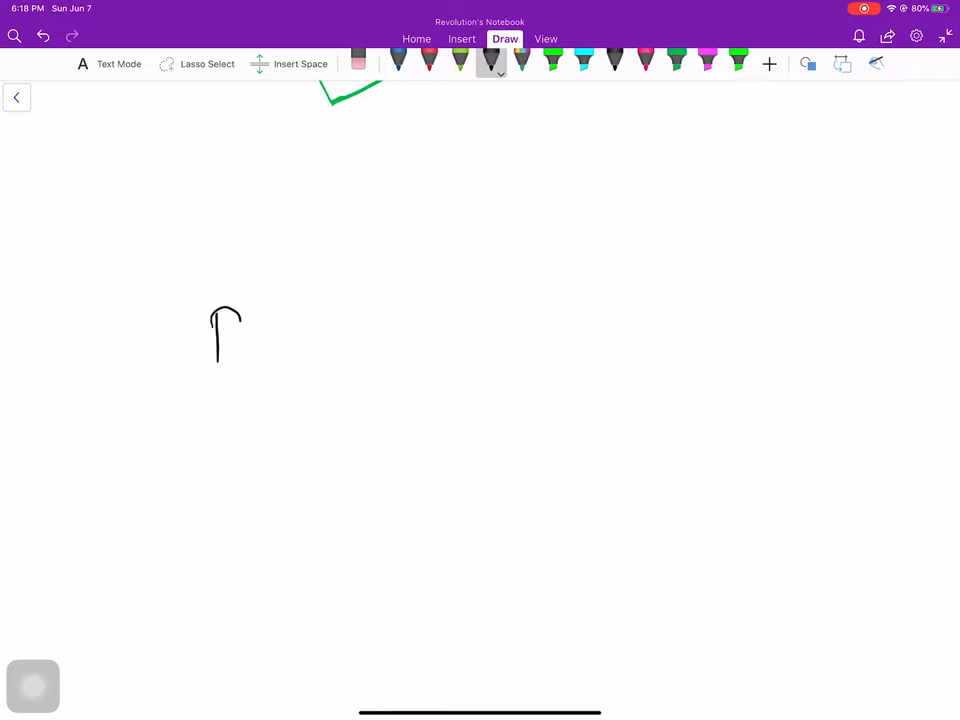 6:18 PM Sun Jun 7 80%
Revolution's Notebook
Home Insert Draw View
A Text Mode Lasso Select Insert Space